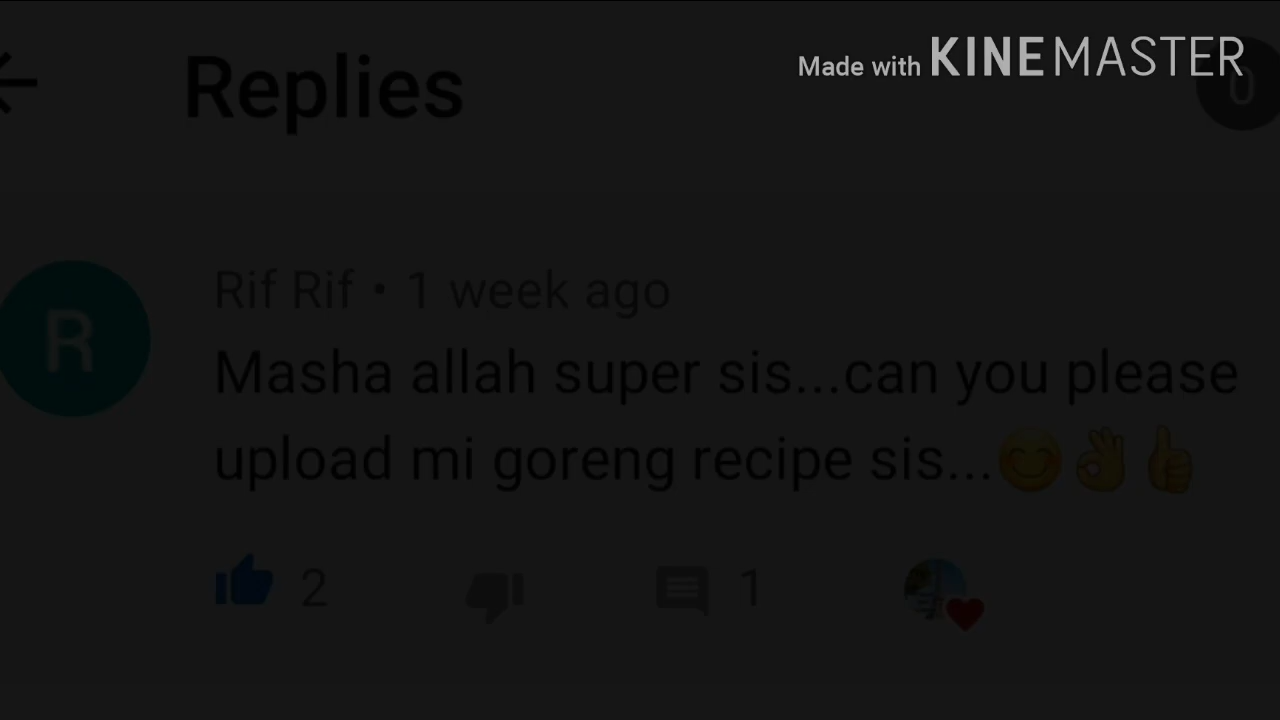 Made with KINEMASTER
Replies
0
Rif Rif • 1 week ago
R
Masha allah super sis...can you please
upload mi goreng recipe sis...😊👌👍
2
1